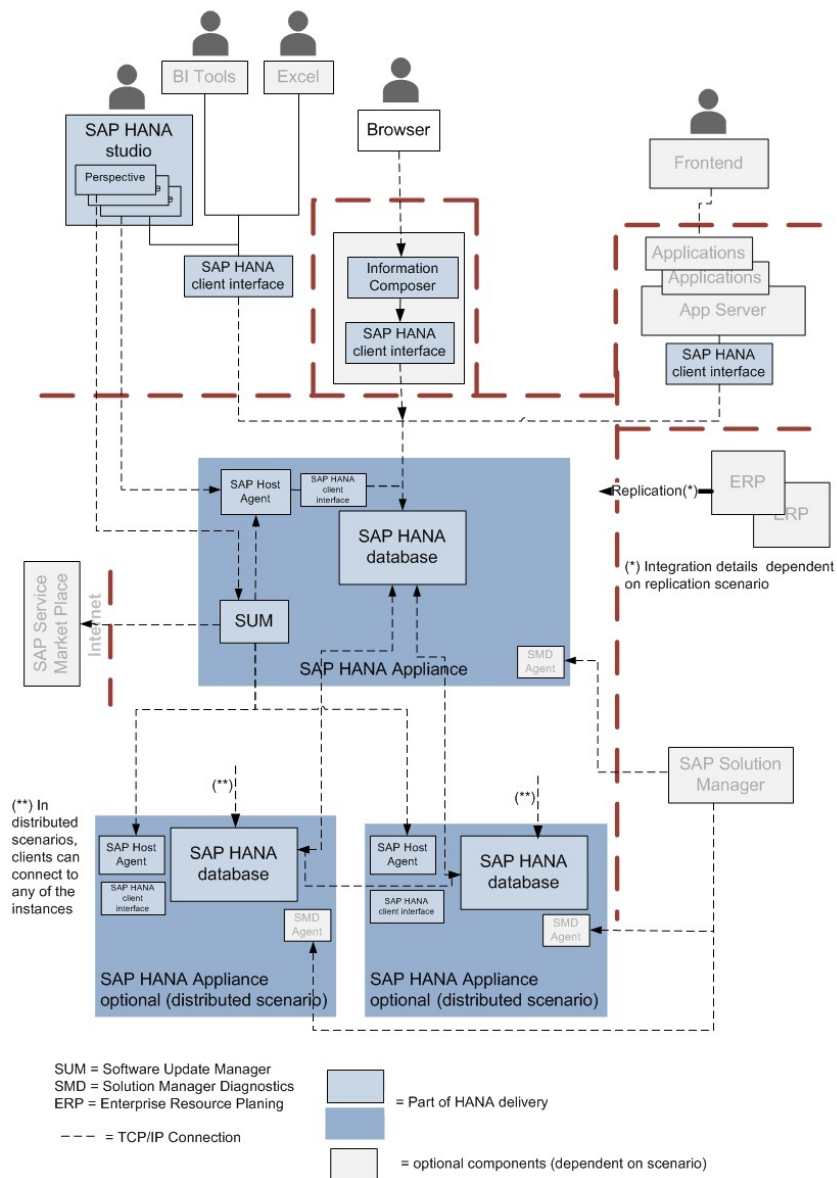 BI Tools
Excel
SAP HANA
studio
Perspective
e
e
Browser
Frontend
SAP HANA
client interface
Information
Composer
SAP HANA
client interface
Applications
Applications
App Server
SAP HANA
client interface
SAP Host
Agent
SAP HANA
client
interface
SAP HANA
database
Replication(*)
ERP
ERP
(*) Integration details dependent
on replication scenario
SAP Service
Market Place
Internet
SUM
SAP HANA Appliance
SMD
Agent
SAP Solution
Manager
(**) In
distributed
scenarios,
clients can
connect to
any of the
instances
(**)
SAP Host
Agent
SAP HANA
client
interface
SAP HANA
database
SMD
Agent
SAP HANA Appliance
optional (distributed scenario)
(**)
SAP Host
Agent
SAP HANA
client interface
SAP HANA
database
SMD
Agent
SAP HANA Appliance
optional (distributed scenario)
SUM = Software Update Manager
SMD = Solution Manager Diagnostics
ERP = Enterprise Resource Planing
= Part of HANA delivery
= TCP/IP Connection
= optional components (dependent on scenario)